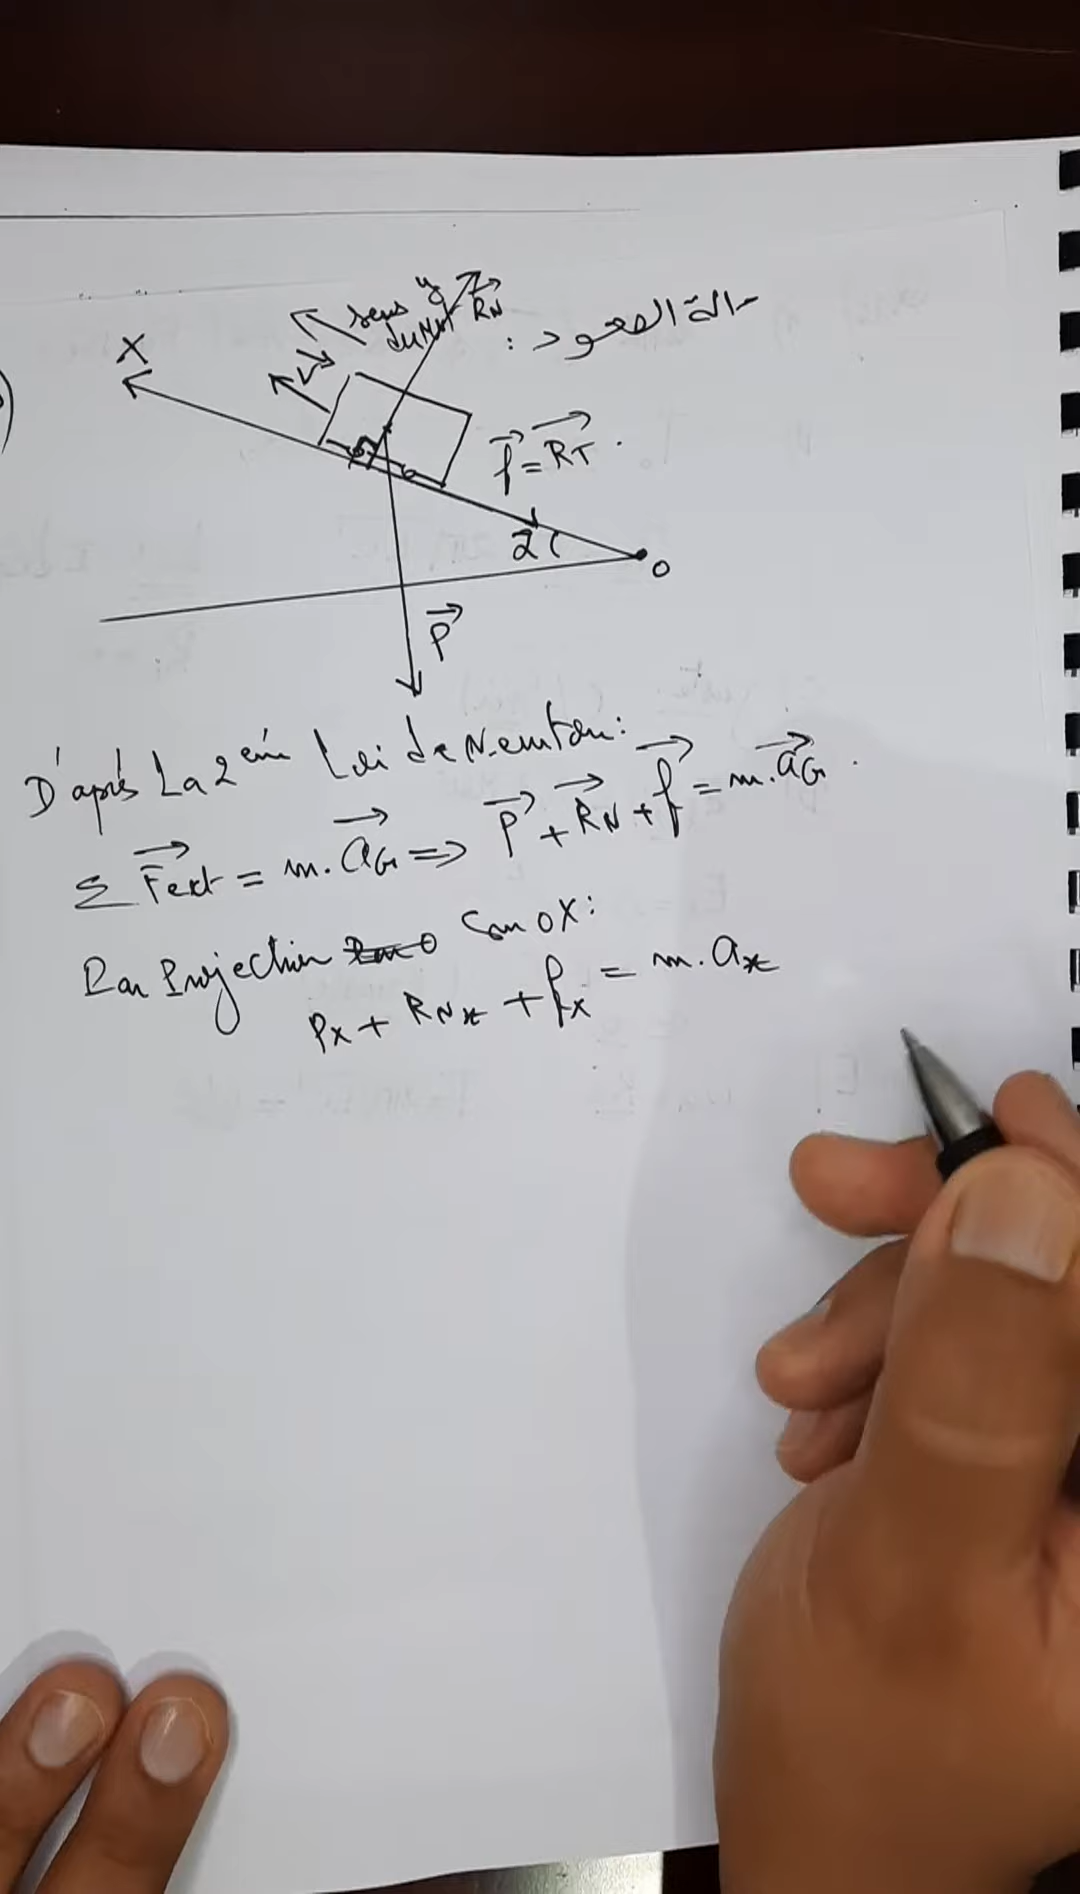 حالة الصعود :
sens y
du Mvt
R⃗N
X
V⃗
f⃗ = R⃗T .
α
O
P⃗
D'après La 2ème Loi de Newton:
Σ F⃗ext = m. a⃗G ⇒ P⃗ + R⃗N + f⃗ = m. a⃗G .
Par Projection sur OX:
Px + RNx + fx = m. ax